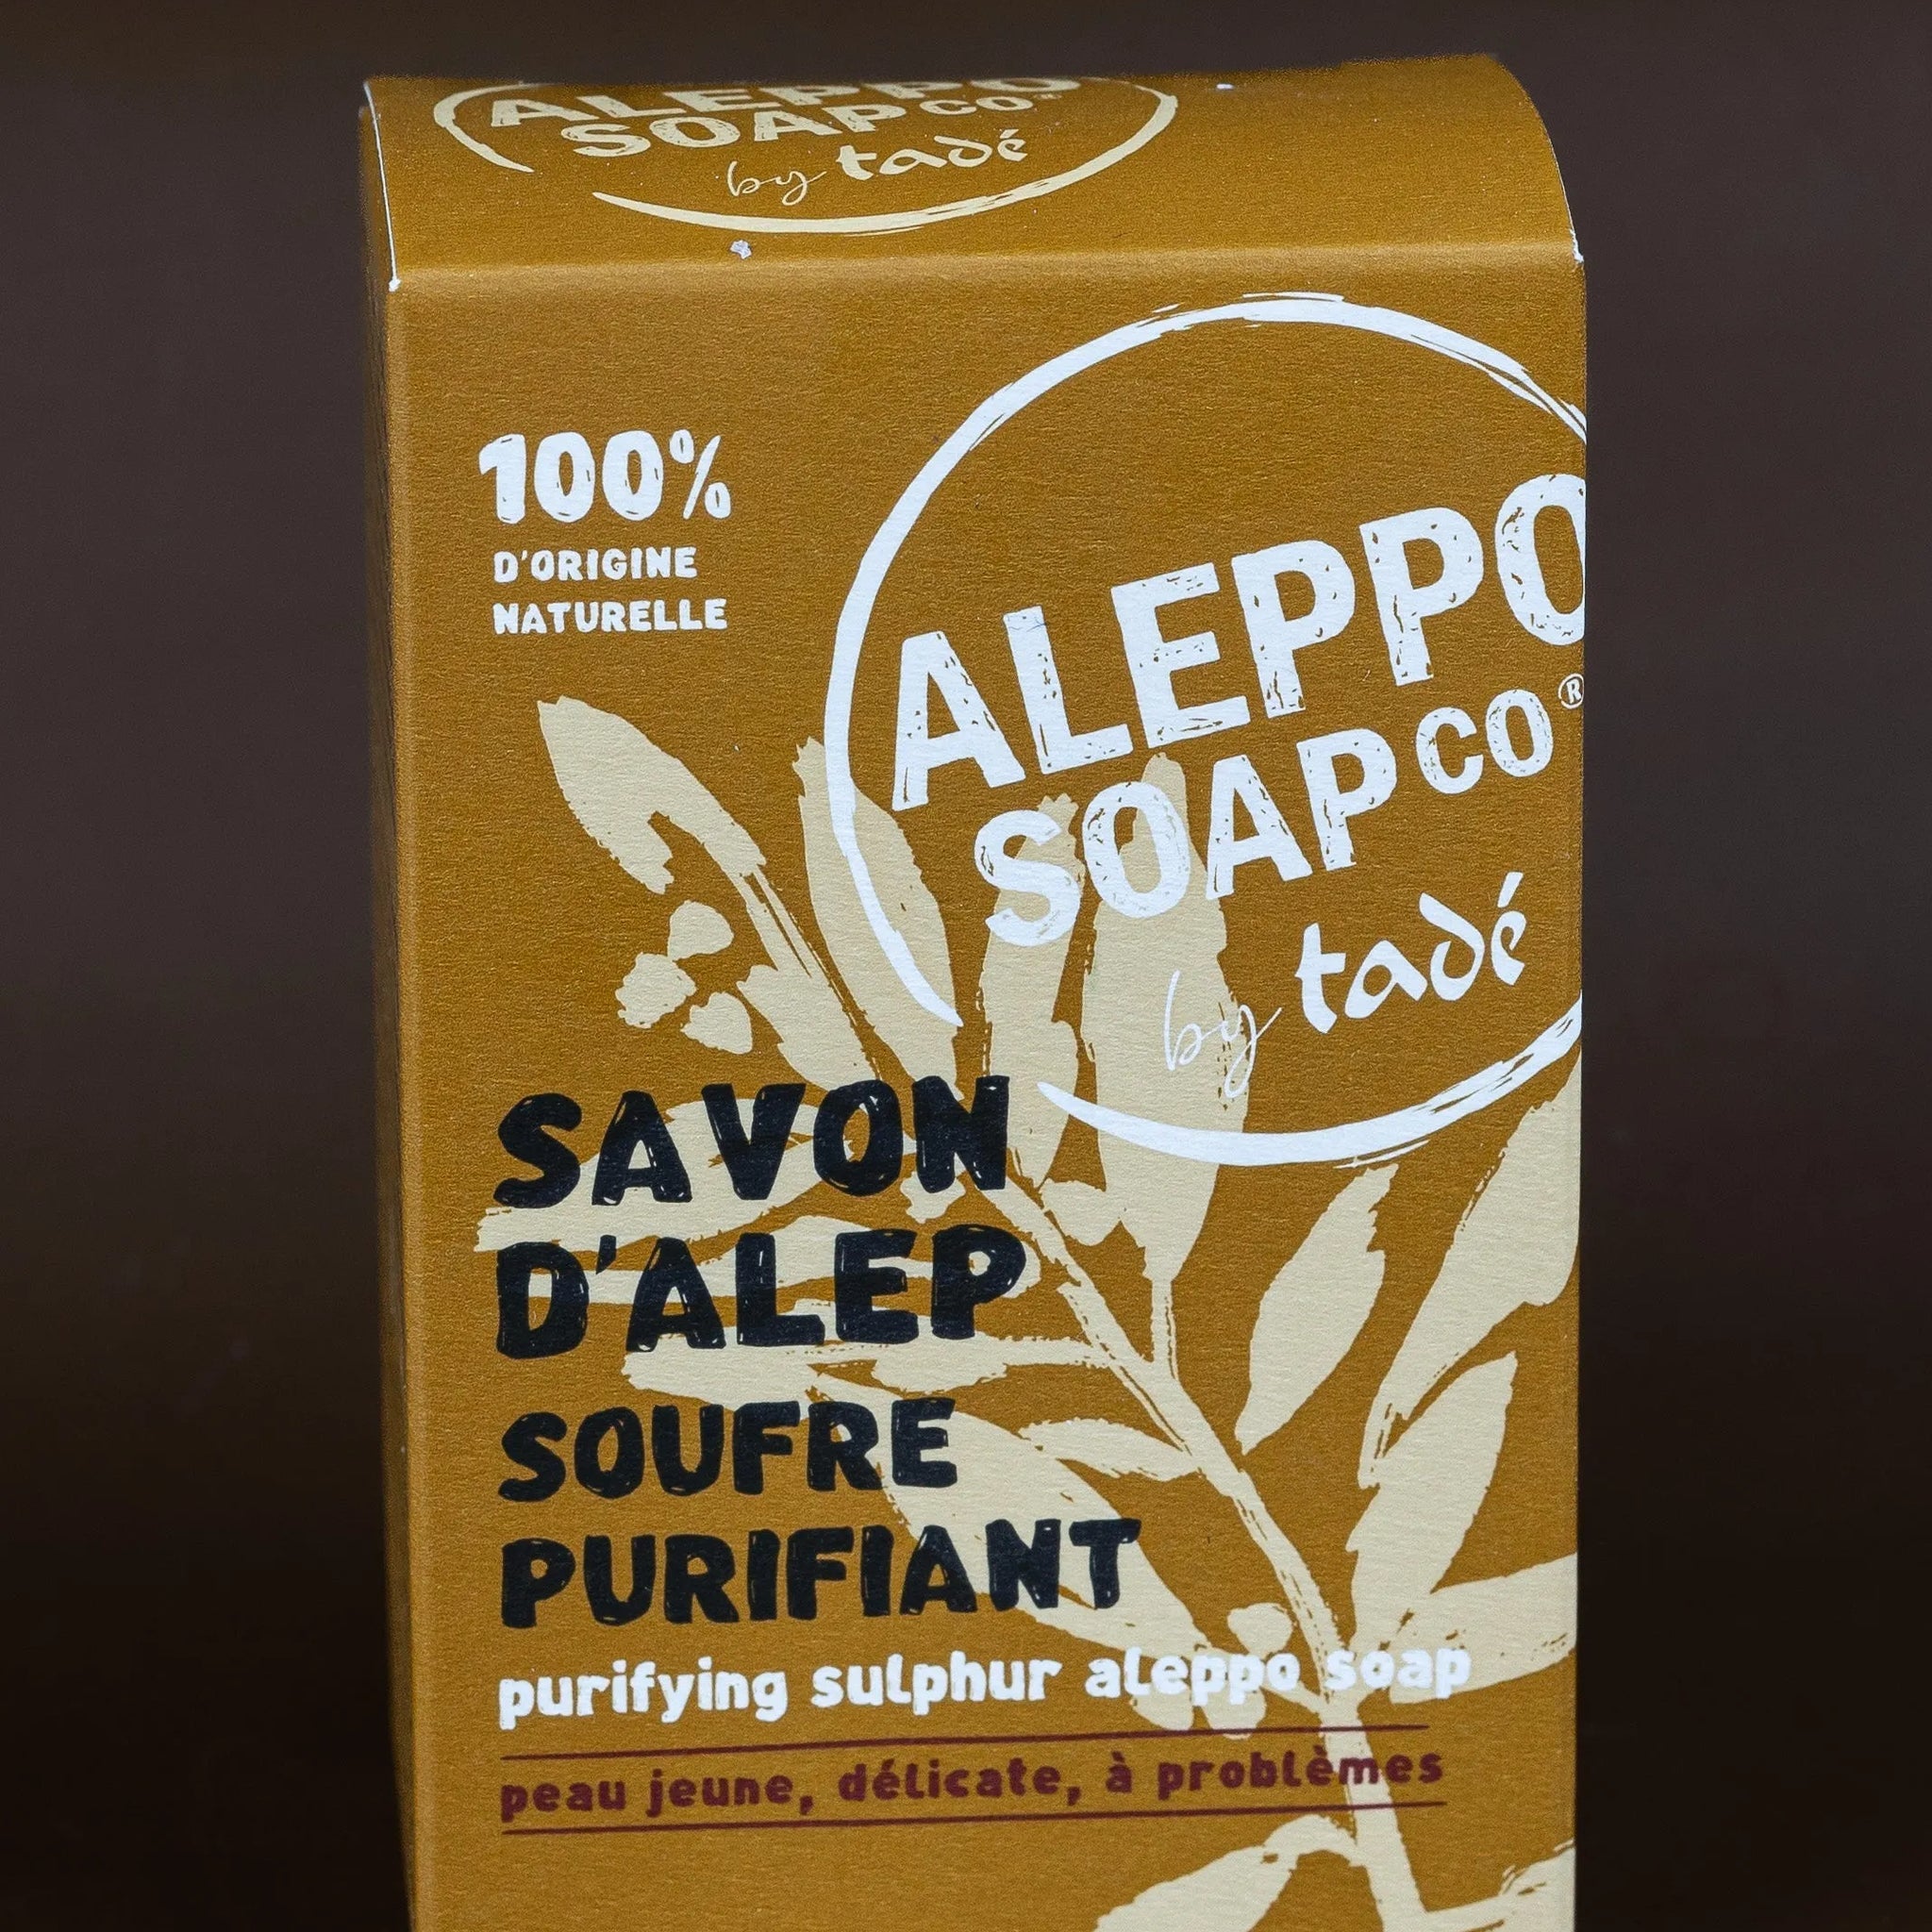 ALEPPO
SOAP CO
by tadé
100%
D'ORIGINE
NATURELLE
ALEPPO
SOAP CO®
by tadé
SAVON
D'ALEP
SOUFRE
PURIFIANT
purifying sulphur aleppo soap
peau jeune, délicate, à problèmes